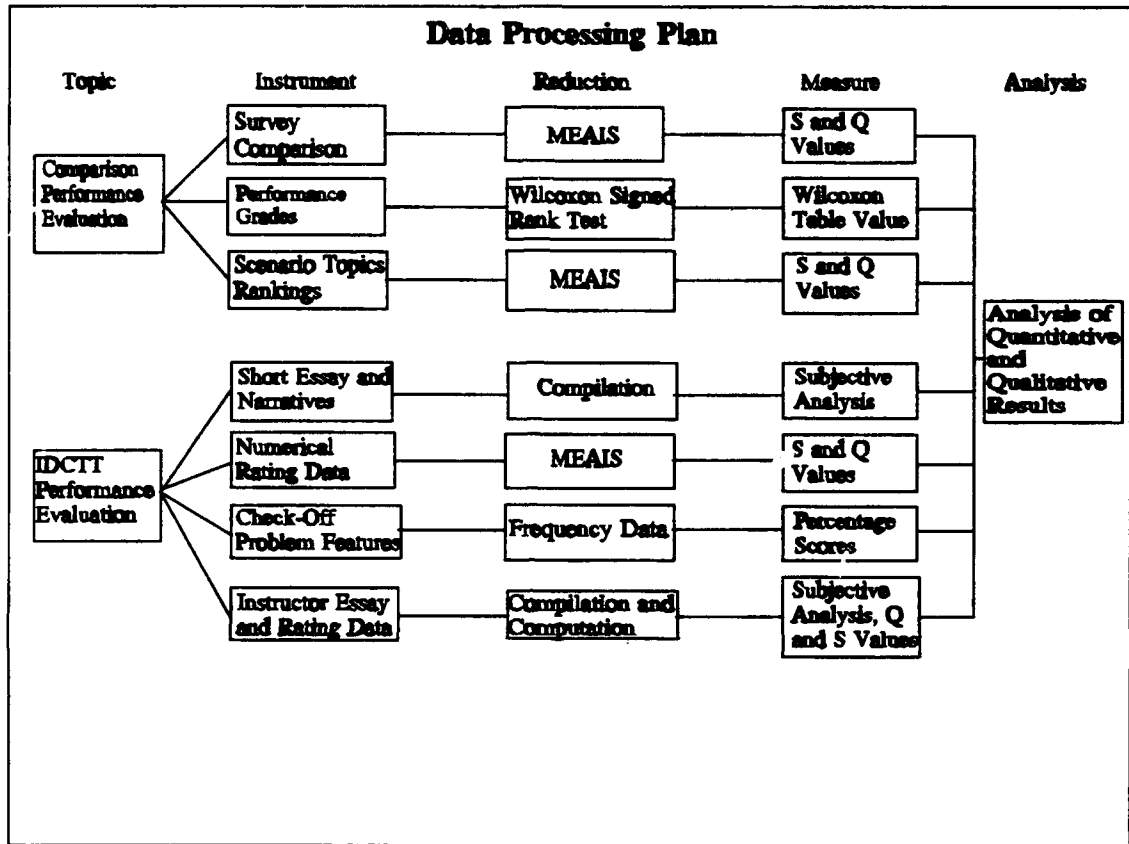 Data Processing Plan
Topic
Instrument
Reduction
Measure
Analysis
Comparison
Performance
Evaluation
Survey
Comparison
MEAIS
S and Q
Values
Performance
Grades
Wilcoxon Signed
Rank Test
Wilcoxon
Table Value
Scenario Topics
Rankings
MEAIS
S and Q
Values
IDCTT
Performance
Evaluation
Short Essay and
Narratives
Compilation
Subjective
Analysis
Numerical
Rating Data
MEAIS
S and Q
Values
Check-Off
Problem Features
Frequency Data
Percentage
Scores
Instructor Essay
and Rating Data
Compilation and
Computation
Subjective
Analysis, Q
and S Values
Analysis of
Quantitative
and
Qualitative
Results